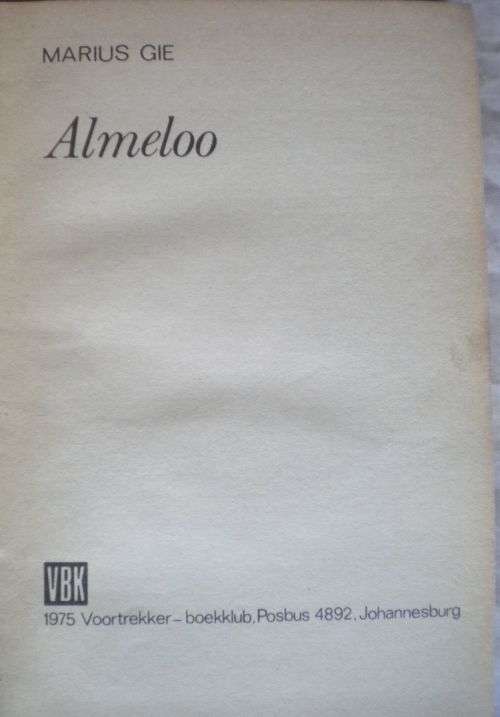 MARIUS GIE
Almeloo
VBK
1975 Voortrekker – boekklub, Posbus 4892, Johannesburg